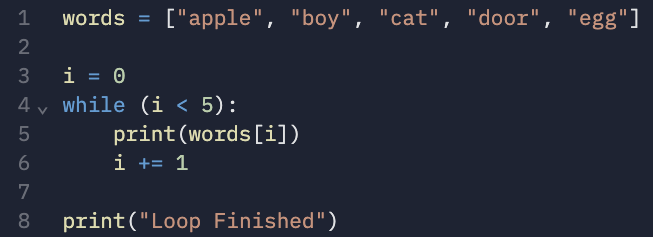 1 words = ["apple", "boy", "cat", "door", "egg"]
2
3 i = 0
4 while (i < 5):
5     print(words[i])
6     i += 1
7
8 print("Loop Finished")